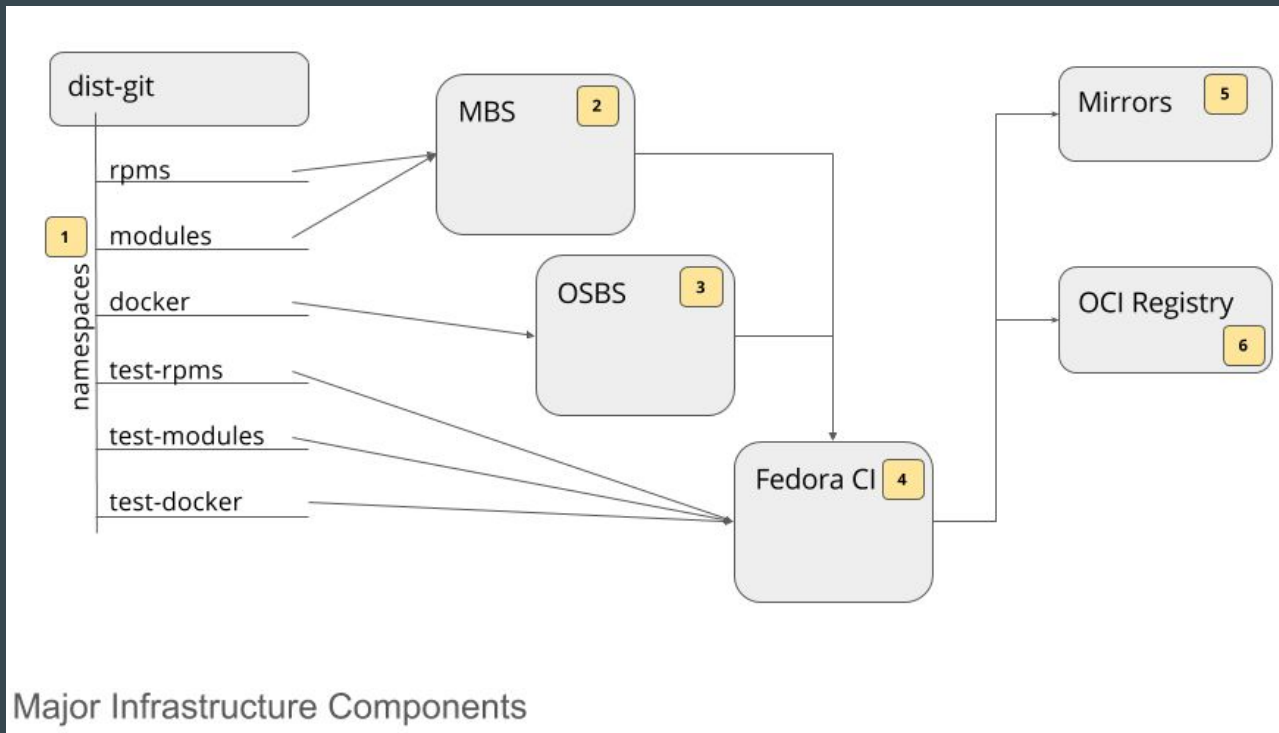 dist-git
rpms
1
modules
namespaces
docker
test-rpms
test-modules
test-docker
MBS
2
OSBS
3
Fedora CI
4
Mirrors
5
OCI Registry
6
Major Infrastructure Components